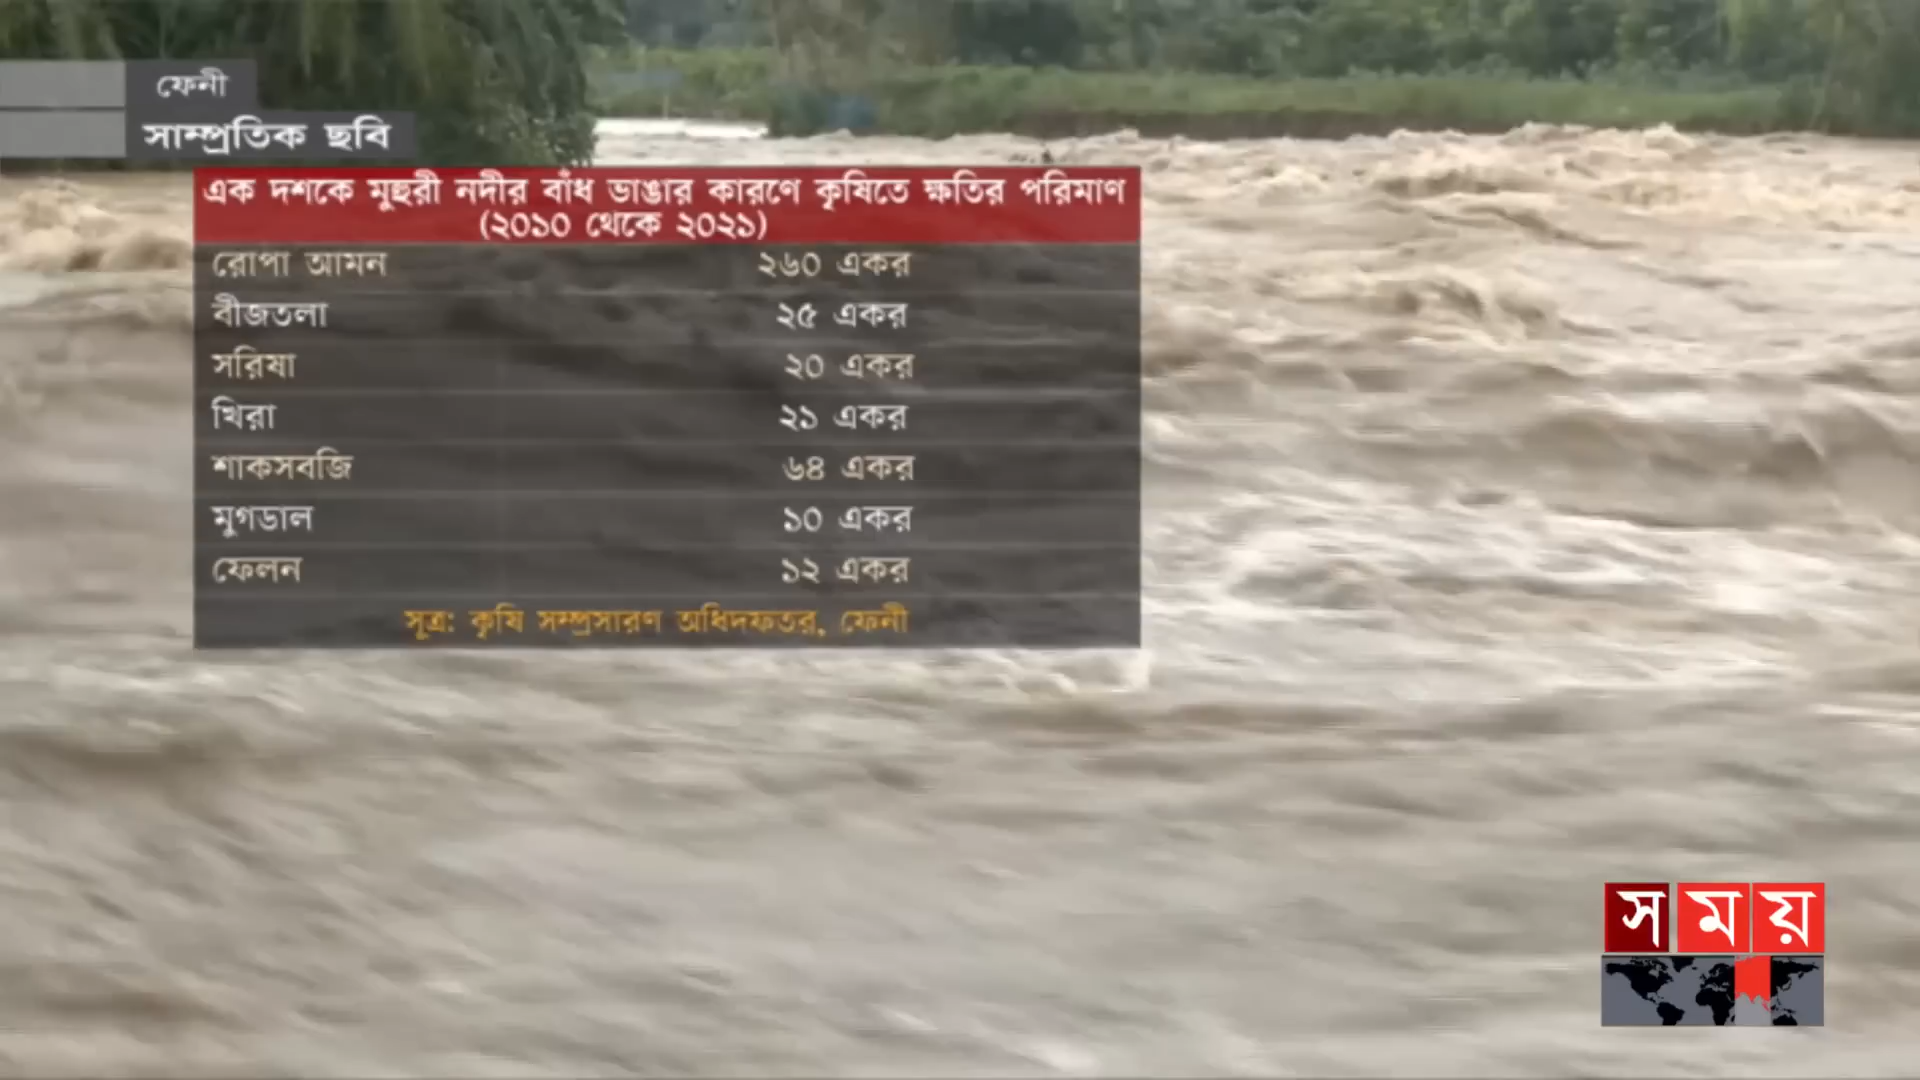 ফেনী
সাম্প্রতিক ছবি
এক দশকে মুহুরী নদীর বাঁধ ভাঙার কারণে কৃষিতে ক্ষতির পরিমাণ
(২০১০ থেকে ২০২১)
রোপা আমন ২৬০ একর
বীজতলা ২৫ একর
সরিষা ২০ একর
খিরা ২১ একর
শাকসবজি ৬৪ একর
মুগডাল ১০ একর
ফেলন ১২ একর
সূত্র: কৃষি সম্প্রসারণ অধিদফতর, ফেনী
সময়